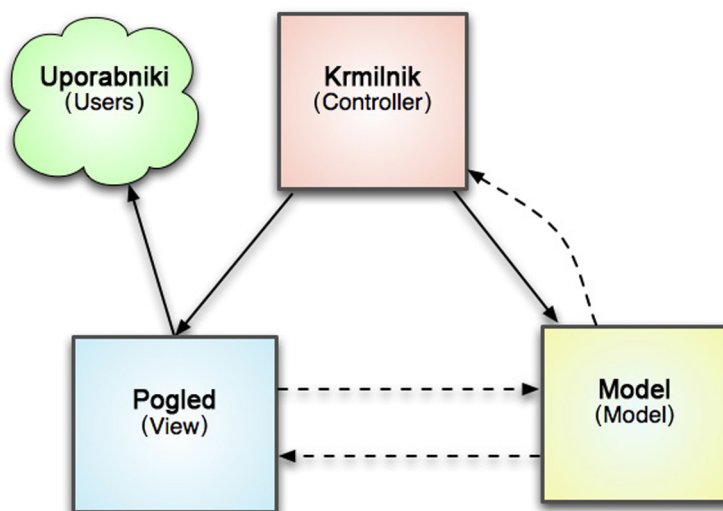 Uporabniki
(Users)
Krmilnik
(Controller)
Pogled
(View)
Model
(Model)